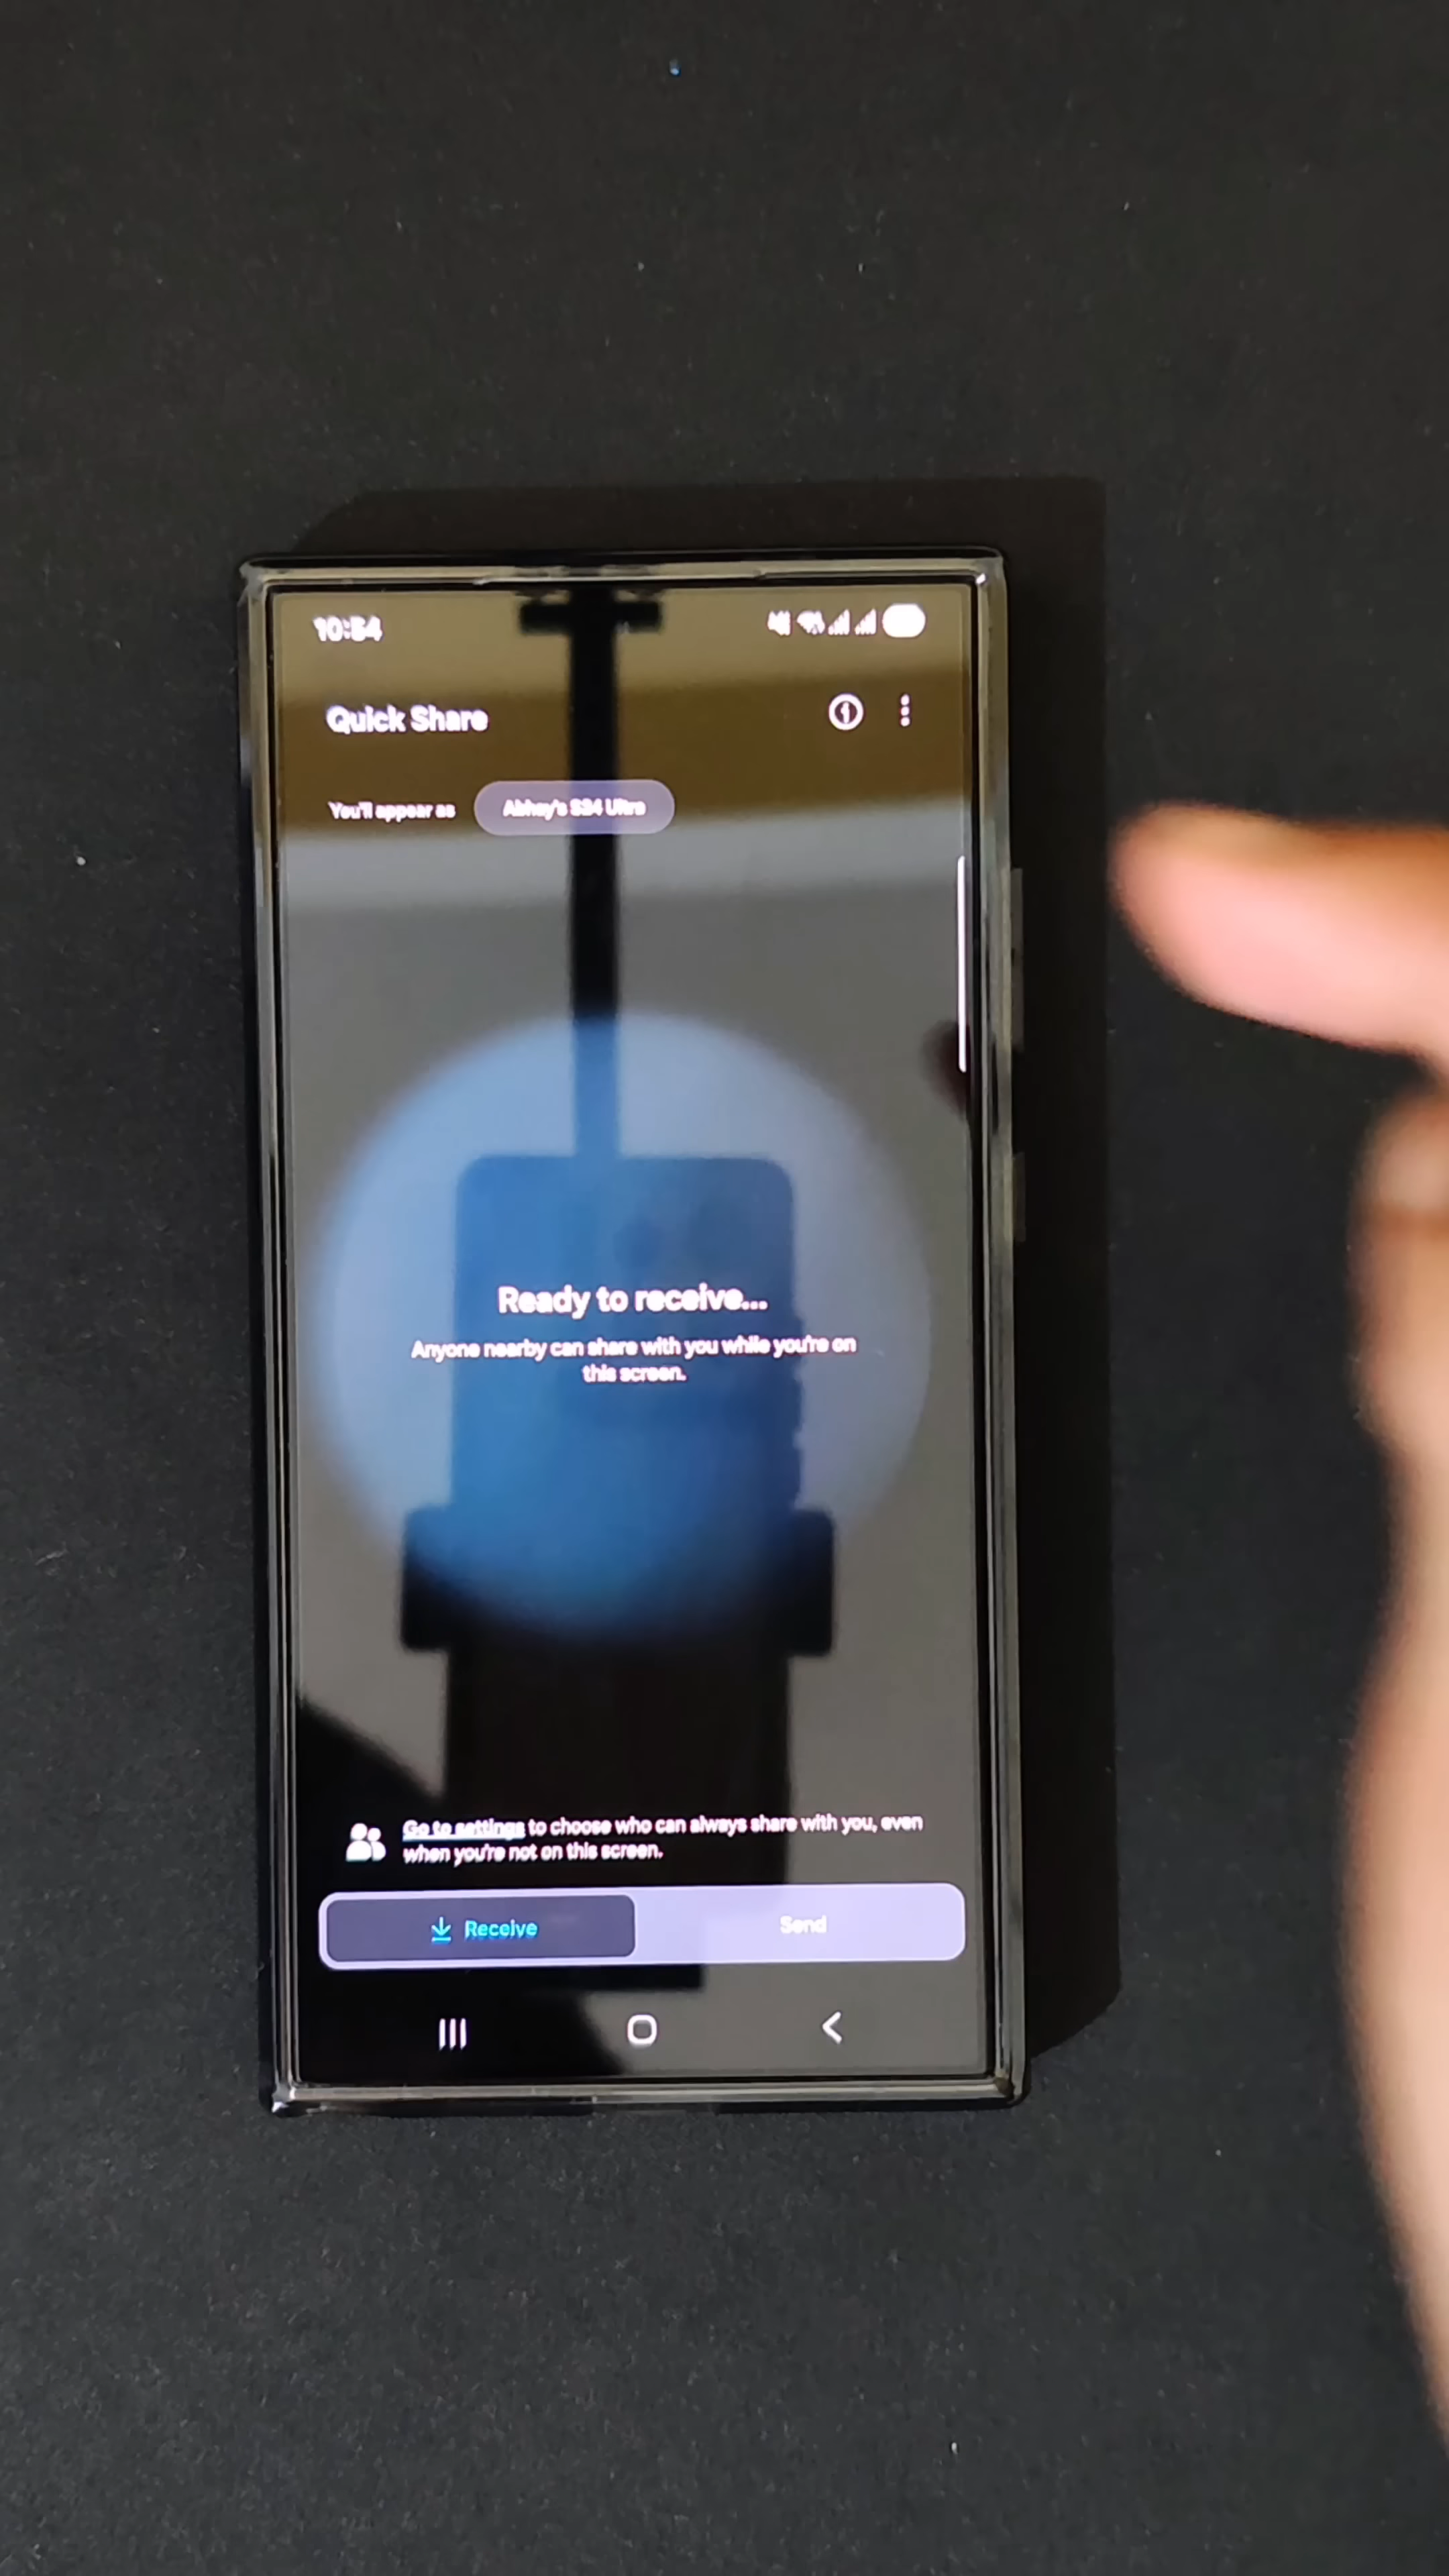 10:54
Quick Share
You'll appear as Abhay's S24 Ultra
Ready to receive...
Anyone nearby can share with you while you're on
this screen.
Go to settings to choose who can always share with you, even
when you're not on this screen.
Receive Send